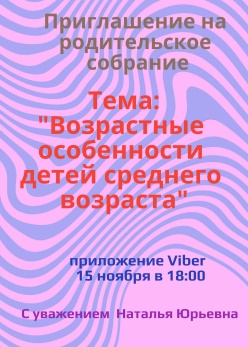 Приглашение на
родительское
собрание
Тема:
"Возрастные
особенности
детей среднего
возраста"
приложение Viber
15 ноября в 18:00
С уважением Наталья Юрьевна